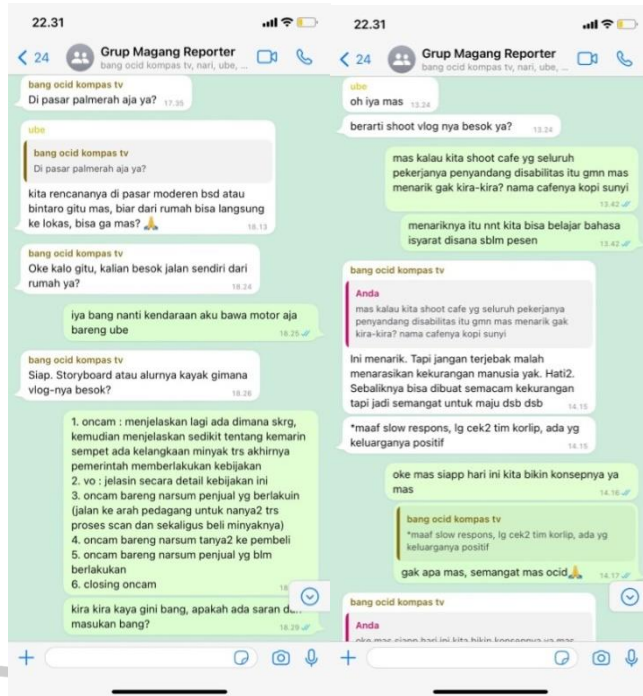 22.31
24
Grup Magang Reporter
bang ocid kompas tv, nari, ube, ...
bang ocid kompas tv
Di pasar palmerah aja ya?
17.35
ube
bang ocid kompas tv
Di pasar palmerah aja ya?
kita rencananya di pasar moderen bsd atau
bintaro gitu mas, biar dari rumah bisa langsung
ke lokas, bisa ga mas? 🙏
18.13
bang ocid kompas tv
Oke kalo gitu, kalian besok jalan sendiri dari
rumah ya?
18.24
iya bang nanti kendaraan aku bawa motor aja
bareng ube
18.25
bang ocid kompas tv
Siap. Storyboard atau alurnya kayak gimana
vlog-nya besok?
18.26
1. oncam : menjelaskan lagi ada dimana skrg,
kemudian menjelaskan sedikit tentang kemarin
sempet ada kelangkaan minyak trs akhirnya
pemerintah memberlakukan kebijakan
2. vo : jelasin secara detail kebijakan ini
3. oncam bareng narsum penjual yg berlakuin
(jalan ke arah pedagang untuk nanya2 trs
proses scan dan sekaligus beli minyaknya)
4. oncam bareng narsum tanya2 ke pembeli
5. oncam bareng narsum penjual yg blm
berlakukan
6. closing oncam
18
kira kira kaya gini bang, apakah ada saran
masukan bang?
18.29
22.31
24
Grup Magang Reporter
bang ocid kompas tv, nari, ube, ...
ube
oh iya mas
13.24
berarti shoot vlog nya besok ya?
13.24
mas kalau kita shoot cafe yg seluruh
pekerjanya penyandang disabilitas itu gmn mas
menarik gak kira-kira? nama cafenya kopi sunyi
13.42
menariknya itu nnt kita bisa belajar bahasa
isyarat disana sblm pesen
13.42
bang ocid kompas tv
Anda
mas kalau kita shoot cafe yg seluruh pekerjanya
penyandang disabilitas itu gmn mas menarik gak
kira-kira? nama cafenya kopi sunyi
Ini menarik. Tapi jangan terjebak malah
menarasikan kekurangan manusia yak. Hati2.
Sebaliknya bisa dibuat semacam kekurangan
tapi jadi semangat untuk maju dsb dsb
14.15
*maaf slow respons, lg cek2 tim korlip, ada yg
keluarganya positif
14.15
oke mas siapp hari ini kita bikin konsepnya ya
mas
14.16
bang ocid kompas tv
*maaf slow respons, lg cek2 tim korlip, ada yg
keluarganya positif
gak apa mas, semangat mas ocid🙏
14.17
bang ocid kompas tv
Anda
oke mas siapp hari ini kita bikin konsepnya ya mas